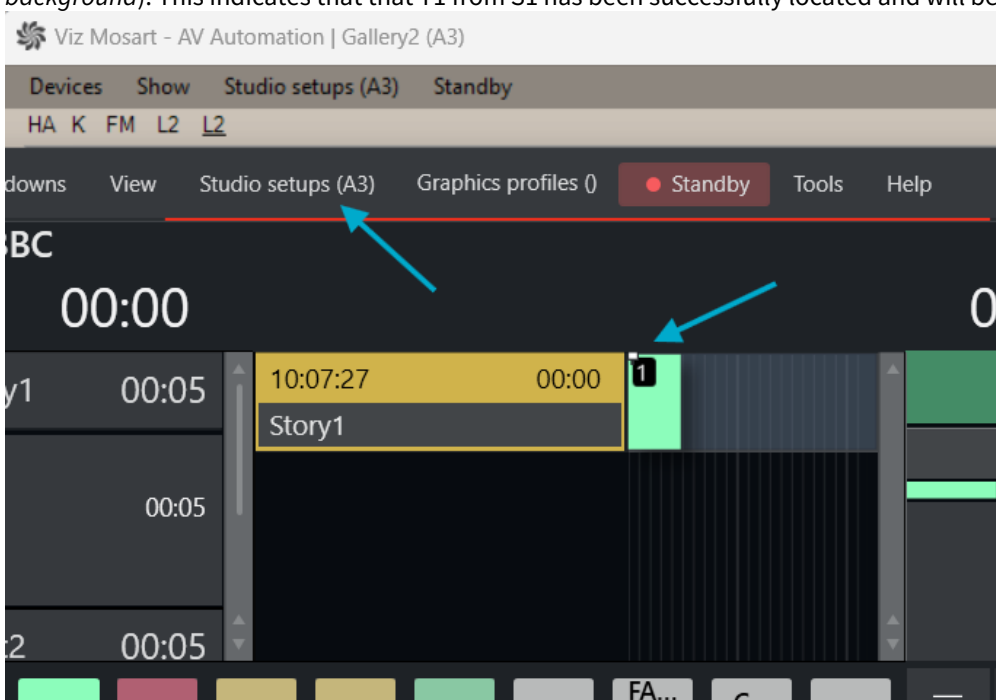 background). This indicates that that T1 from S1 has been successfully located and will be
Viz Mosart - AV Automation | Gallery2 (A3)
Devices Show Studio setups (A3) Standby
HA K FM L2 L2
downs View Studio setups (A3) Graphics profiles () Standby Tools Help
BBC
00:00 0
y1 00:05 10:07:27 00:00 1
Story1
00:05
:2 00:05
FA...